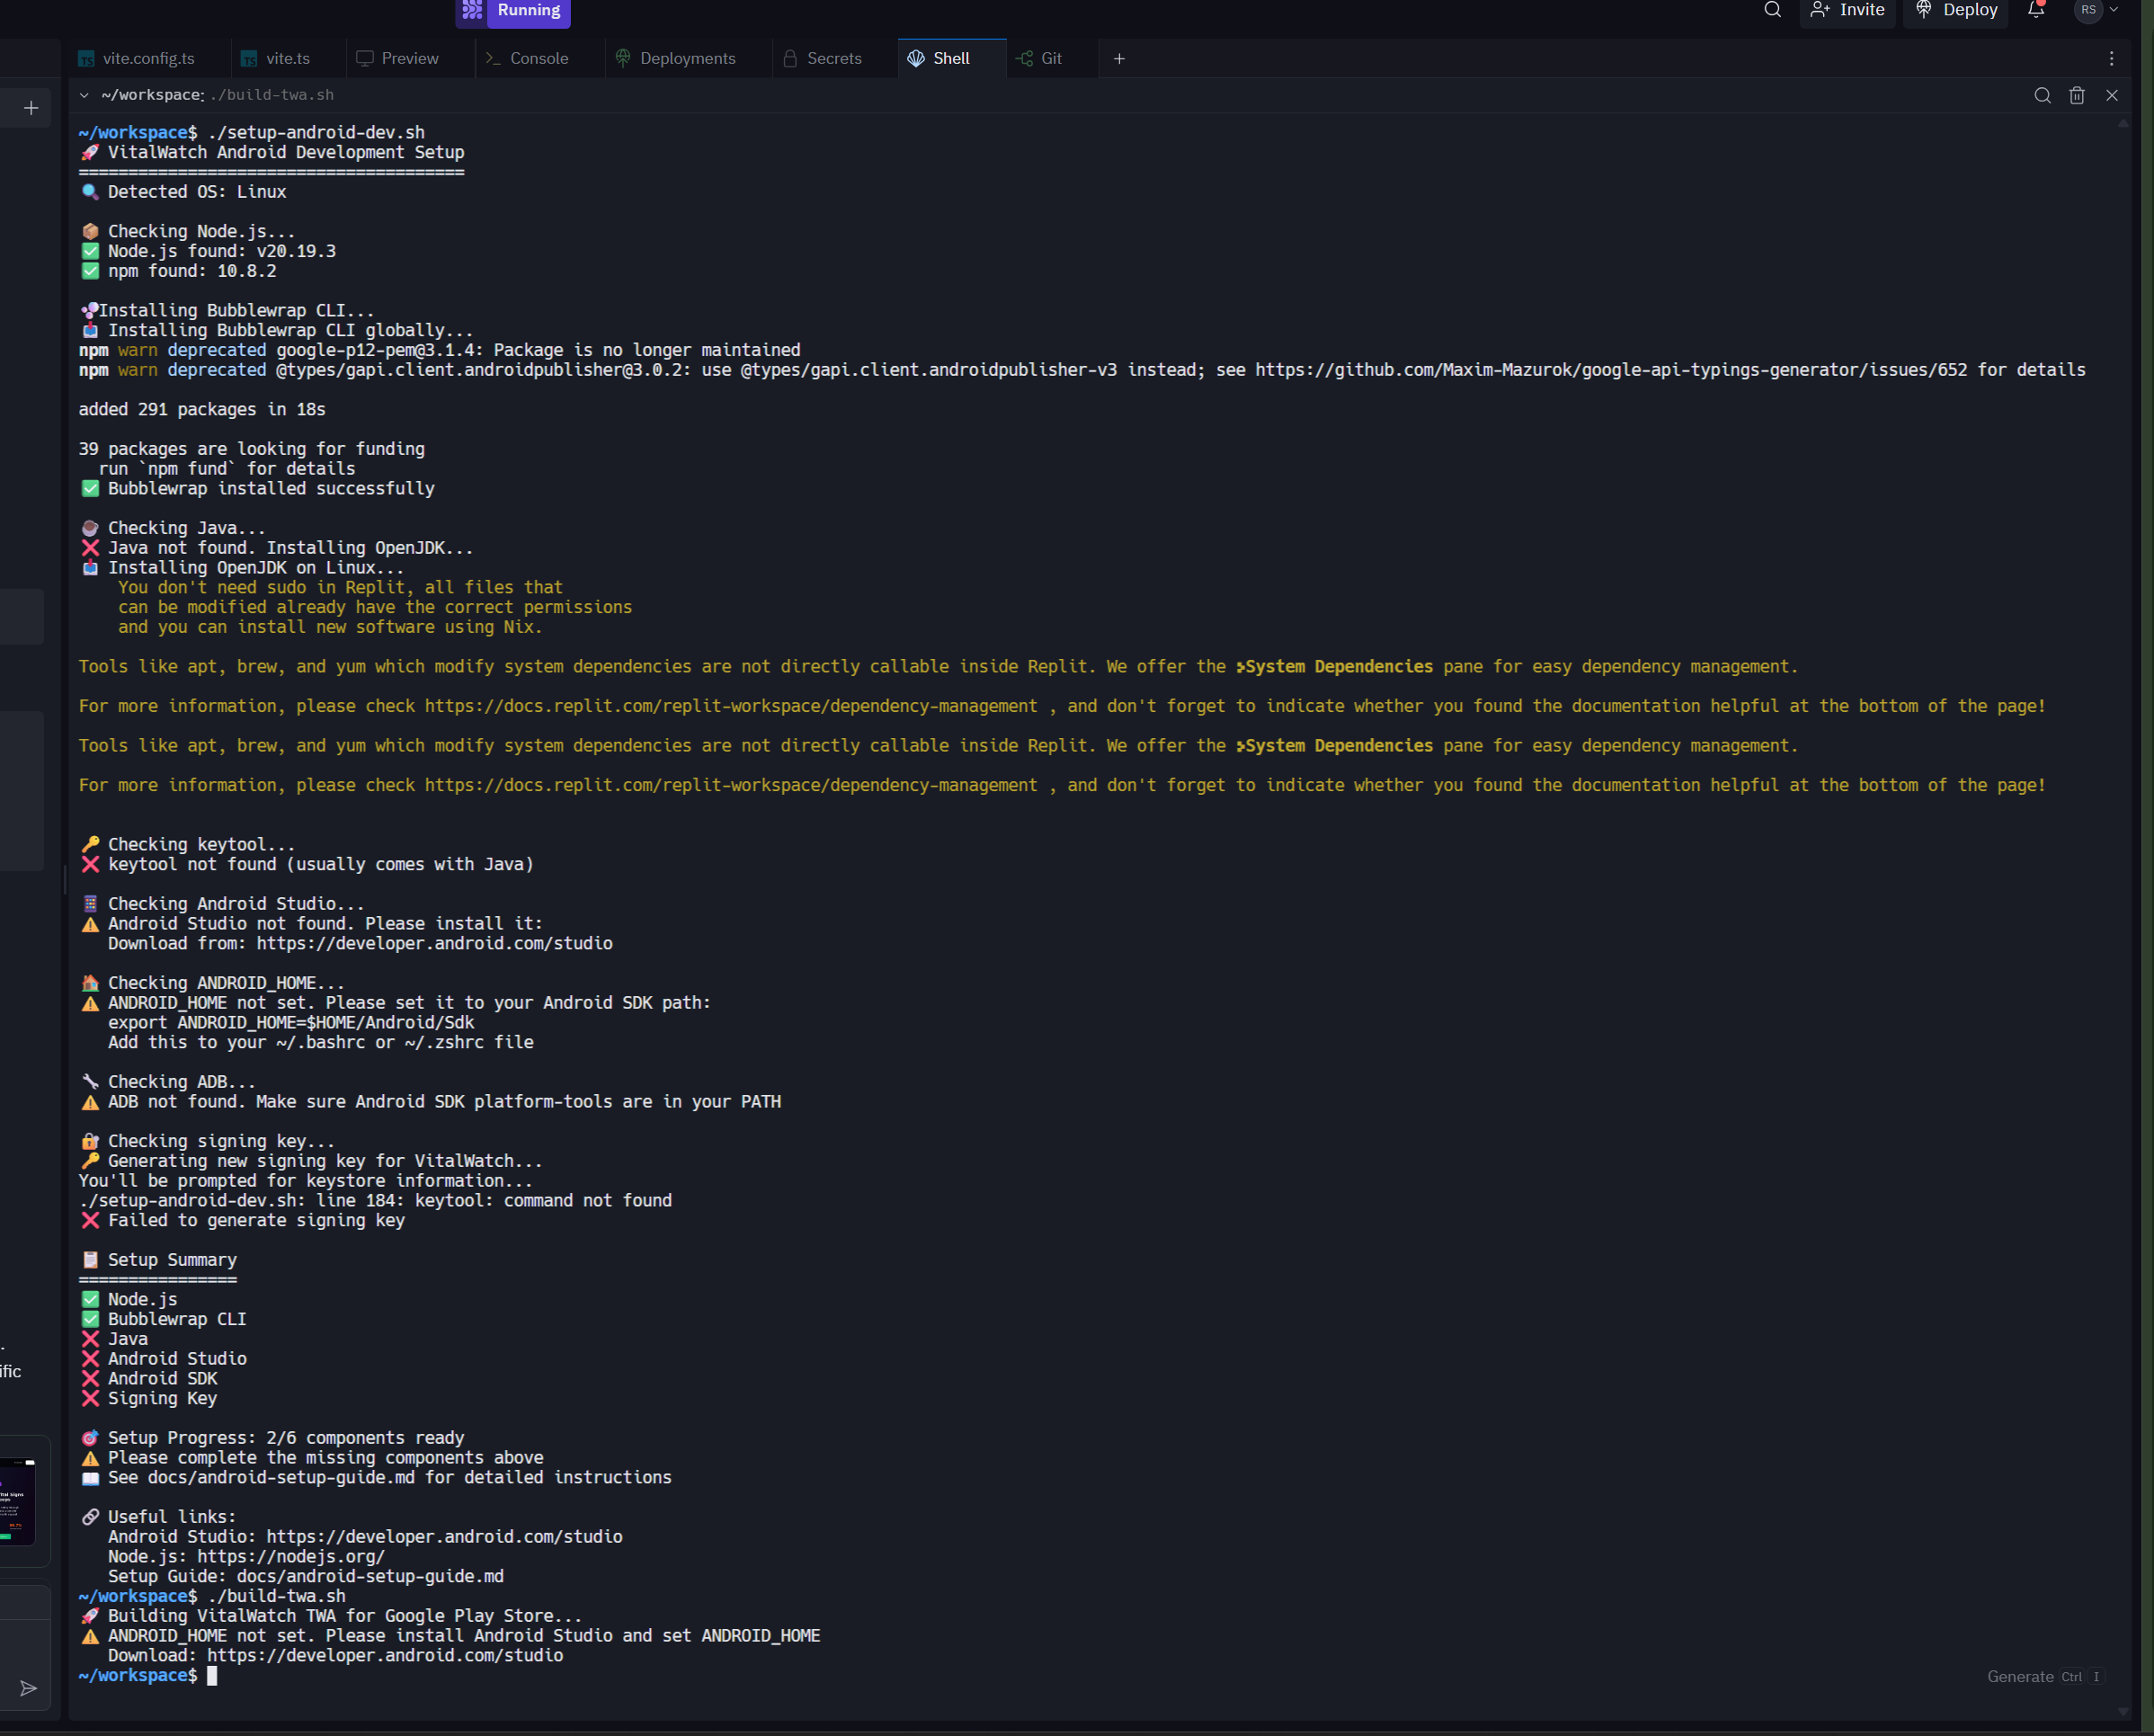 Running
Invite
Deploy
RS
vite.config.ts
vite.ts
Preview
Console
Deployments
Secrets
Shell
Git
~/workspace: ./build-twa.sh
~/workspace$ ./setup-android-dev.sh
🚀 VitalWatch Android Development Setup
=======================================
🔍 Detected OS: Linux
📦 Checking Node.js...
✅ Node.js found: v20.19.3
✅ npm found: 10.8.2
🫧Installing Bubblewrap CLI...
📥 Installing Bubblewrap CLI globally...
npm warn deprecated google-p12-pem@3.1.4: Package is no longer maintained
npm warn deprecated @types/gapi.client.androidpublisher@3.0.2: use @types/gapi.client.androidpublisher-v3 instead; see https://github.com/Maxim-Mazurok/google-api-typings-generator/issues/652 for details
added 291 packages in 18s
39 packages are looking for funding
run `npm fund` for details
✅ Bubblewrap installed successfully
☕ Checking Java...
❌ Java not found. Installing OpenJDK...
📥 Installing OpenJDK on Linux...
You don't need sudo in Replit, all files that
can be modified already have the correct permissions
and you can install new software using Nix.
Tools like apt, brew, and yum which modify system dependencies are not directly callable inside Replit. We offer the System Dependencies pane for easy dependency management.
For more information, please check https://docs.replit.com/replit-workspace/dependency-management , and don't forget to indicate whether you found the documentation helpful at the bottom of the page!
Tools like apt, brew, and yum which modify system dependencies are not directly callable inside Replit. We offer the System Dependencies pane for easy dependency management.
For more information, please check https://docs.replit.com/replit-workspace/dependency-management , and don't forget to indicate whether you found the documentation helpful at the bottom of the page!
🔑 Checking keytool...
❌ keytool not found (usually comes with Java)
📱 Checking Android Studio...
⚠️ Android Studio not found. Please install it:
Download from: https://developer.android.com/studio
🏠 Checking ANDROID_HOME...
⚠️ ANDROID_HOME not set. Please set it to your Android SDK path:
export ANDROID_HOME=$HOME/Android/Sdk
Add this to your ~/.bashrc or ~/.zshrc file
🔧 Checking ADB...
⚠️ ADB not found. Make sure Android SDK platform-tools are in your PATH
🔐 Checking signing key...
🔑 Generating new signing key for VitalWatch...
You'll be prompted for keystore information...
./setup-android-dev.sh: line 184: keytool: command not found
❌ Failed to generate signing key
📋 Setup Summary
================
✅ Node.js
✅ Bubblewrap CLI
❌ Java
❌ Android Studio
❌ Android SDK
❌ Signing Key
🎯 Setup Progress: 2/6 components ready
⚠️ Please complete the missing components above
📖 See docs/android-setup-guide.md for detailed instructions
🔗 Useful links:
Android Studio: https://developer.android.com/studio
Node.js: https://nodejs.org/
Setup Guide: docs/android-setup-guide.md
~/workspace$ ./build-twa.sh
🚀 Building VitalWatch TWA for Google Play Store...
⚠️ ANDROID_HOME not set. Please install Android Studio and set ANDROID_HOME
Download: https://developer.android.com/studio
~/workspace$
Generate Ctrl I
ific